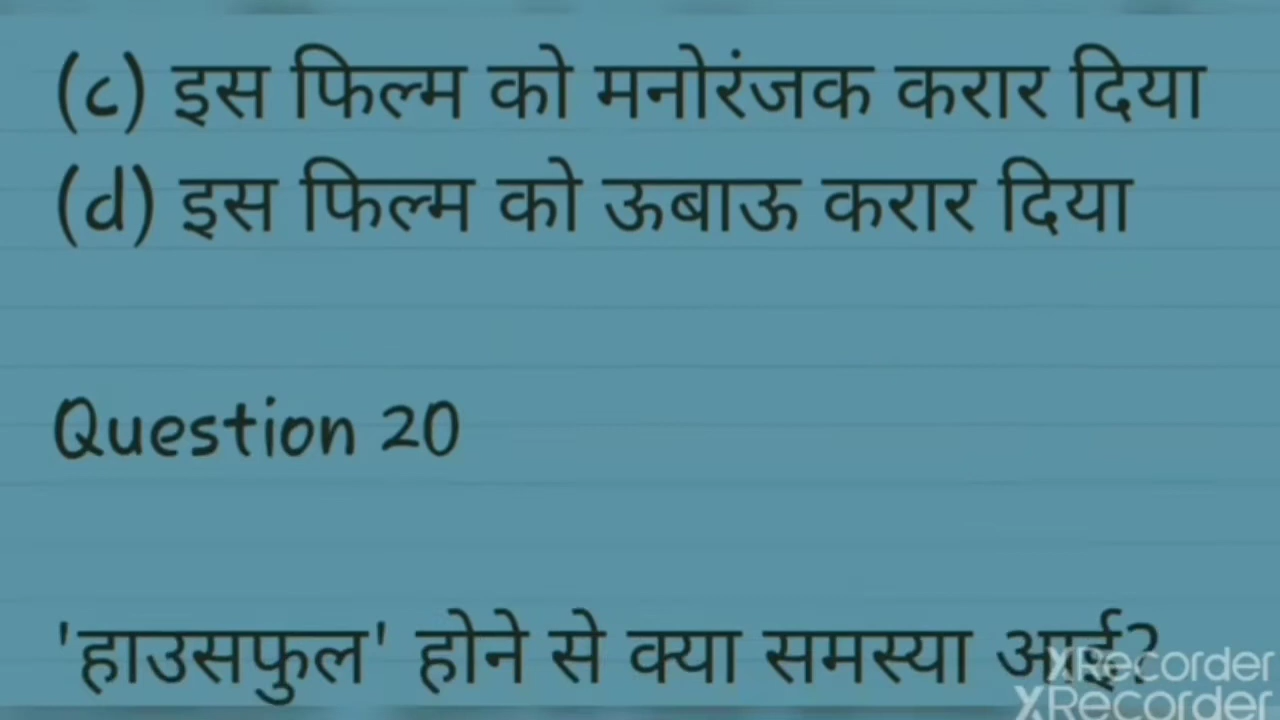 (c) इस फिल्म को मनोरंजक करार दिया
(d) इस फिल्म को ऊबाऊ करार दिया
Question 20
'हाउसफुल' होने से क्या समस्या आई?
XRecorder
XRecorder